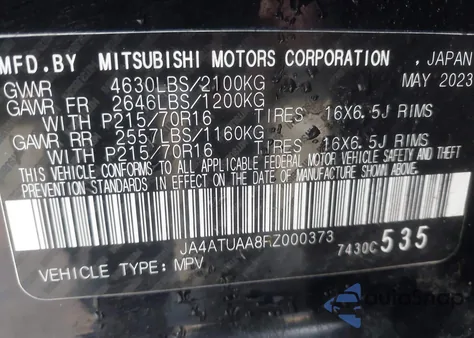 MFD.BY MITSUBISHI MOTORS CORPORATION , JAPAN
GVWR 4630LBS/2100KG MAY 2023
GAWR FR 2646LBS/1200KG
WITH P215/70R16 TIRES 16X6.5J RIMS
GAWR RR 2557LBS/1160KG
WITH P215/70R16 TIRES 16X6.5J RIMS
THIS VEHICLE CONFORMS TO ALL APPLICABLE FEDERAL MOTOR VEHICLE SAFETY AND THEFT
PREVENTION STANDARDS IN EFFECT ON THE DATE OF MANUFACTURE SHOWN ABOVE.
JA4ATUAA8RZ000373
7430C 535
VEHICLE TYPE: MPV
autosnap